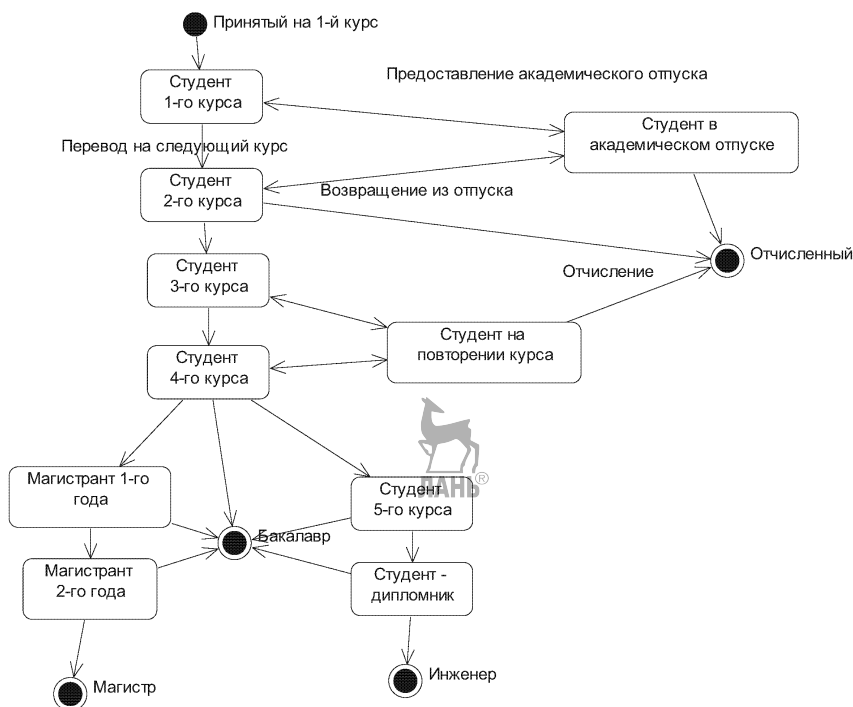 Принятый на 1-й курс
Студент
1-го курса
Предоставление академического отпуска
Студент в
академическом отпуске
Перевод на следующий курс
Студент
2-го курса
Возвращение из отпуска
Отчисленный
Отчисление
Студент
3-го курса
Студент на
повторении курса
Студент
4-го курса
Магистрант 1-го
года
ЛАНЬ®
Студент
5-го курса
Бакалавр
Магистрант
2-го года
Студент -
дипломник
Магистр
Инженер